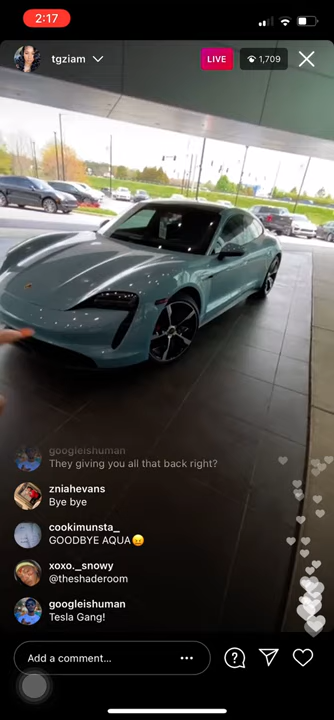 2:17
tgziam
LIVE
1,709
googleishuman
They giving you all that back right?
zniahevans
Bye bye
cookimunsta_
GOODBYE AQUA😛
xoxo._snowy
@theshaderoom
googleishuman
Tesla Gang!
Add a comment...